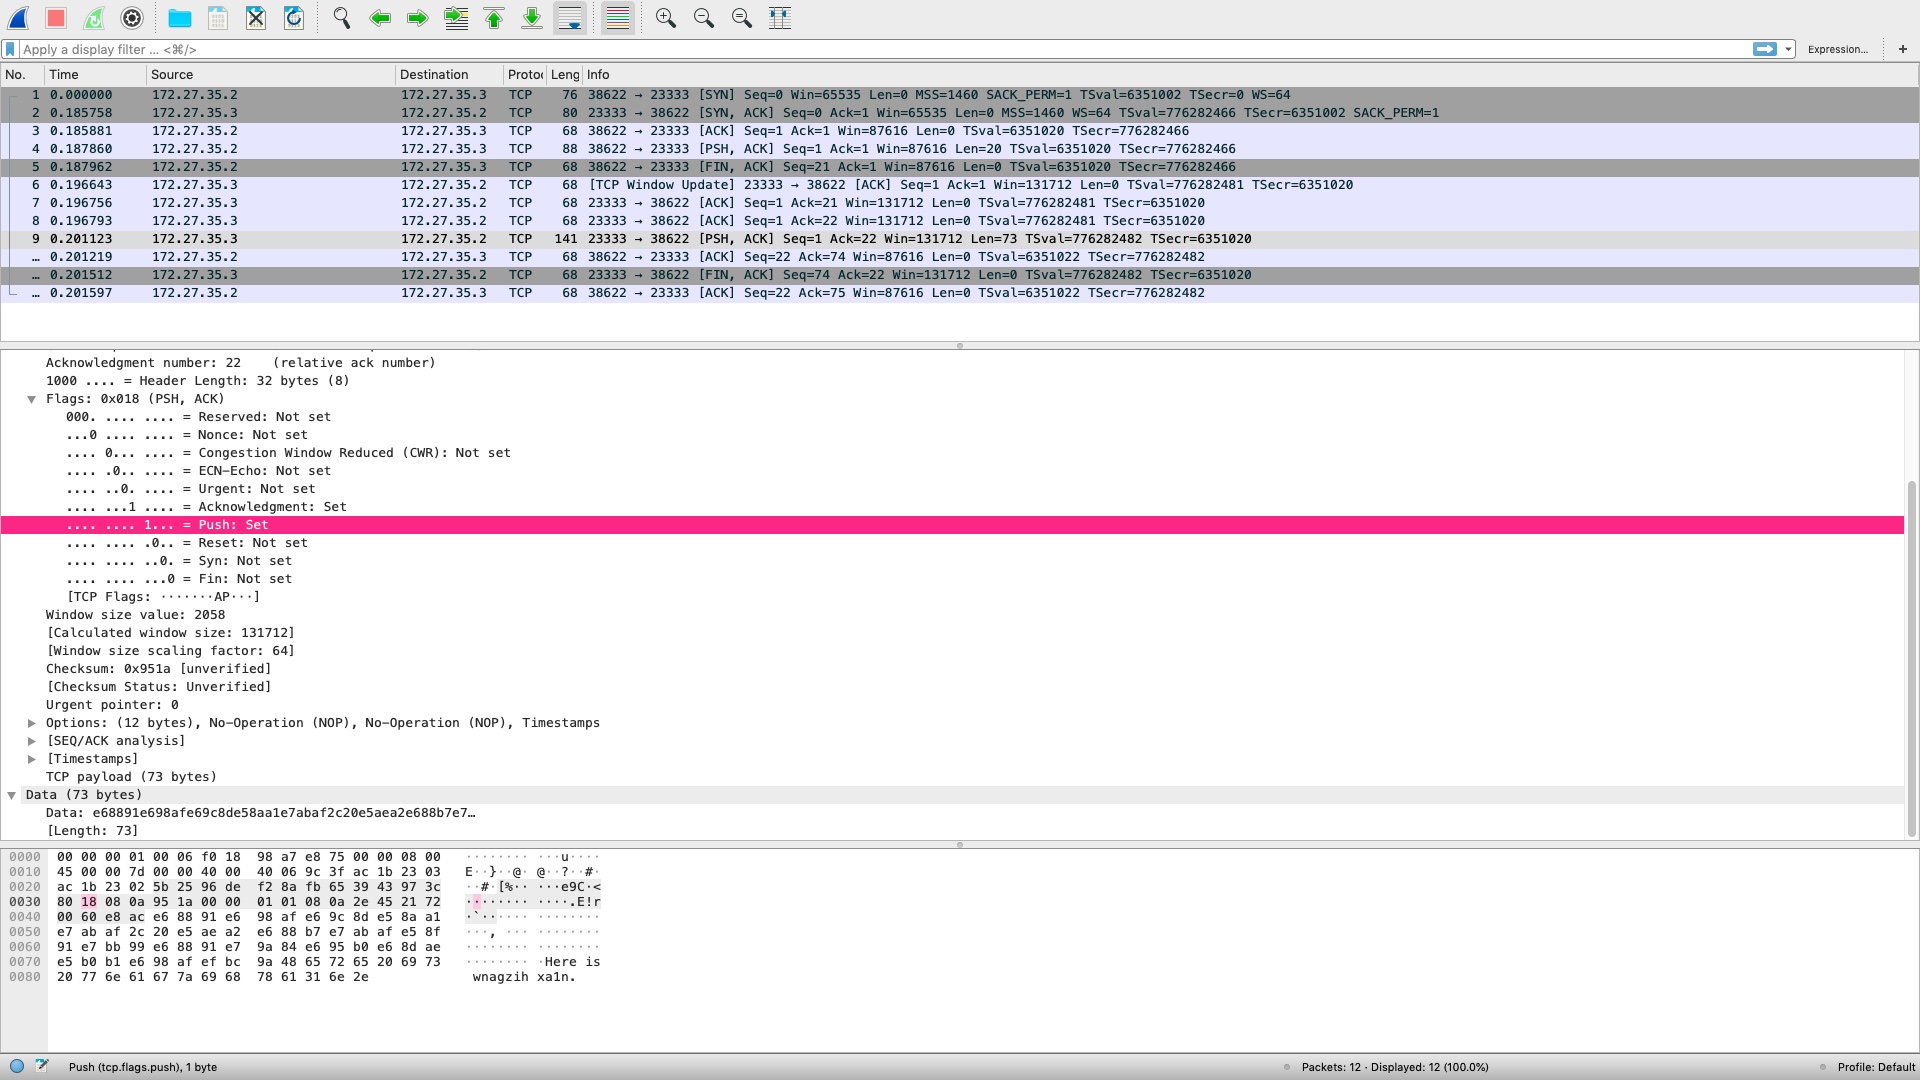 Apply a display filter ... <⌘/>
Expression...
+
No. Time Source Destination Protoc Leng Info
1 0.000000 172.27.35.2 172.27.35.3 TCP 76 38622 → 23333 [SYN] Seq=0 Win=65535 Len=0 MSS=1460 SACK_PERM=1 TSval=6351002 TSecr=0 WS=64
2 0.185758 172.27.35.3 172.27.35.2 TCP 80 23333 → 38622 [SYN, ACK] Seq=0 Ack=1 Win=65535 Len=0 MSS=1460 WS=64 TSval=776282466 TSecr=6351002 SACK_PERM=1
3 0.185881 172.27.35.2 172.27.35.3 TCP 68 38622 → 23333 [ACK] Seq=1 Ack=1 Win=87616 Len=0 TSval=6351020 TSecr=776282466
4 0.187860 172.27.35.2 172.27.35.3 TCP 88 38622 → 23333 [PSH, ACK] Seq=1 Ack=1 Win=87616 Len=20 TSval=6351020 TSecr=776282466
5 0.187962 172.27.35.2 172.27.35.3 TCP 68 38622 → 23333 [FIN, ACK] Seq=21 Ack=1 Win=87616 Len=0 TSval=6351020 TSecr=776282466
6 0.196643 172.27.35.3 172.27.35.2 TCP 68 [TCP Window Update] 23333 → 38622 [ACK] Seq=1 Ack=1 Win=131712 Len=0 TSval=776282481 TSecr=6351020
7 0.196756 172.27.35.3 172.27.35.2 TCP 68 23333 → 38622 [ACK] Seq=1 Ack=21 Win=131712 Len=0 TSval=776282481 TSecr=6351020
8 0.196793 172.27.35.3 172.27.35.2 TCP 68 23333 → 38622 [ACK] Seq=1 Ack=22 Win=131712 Len=0 TSval=776282481 TSecr=6351020
9 0.201123 172.27.35.3 172.27.35.2 TCP 141 23333 → 38622 [PSH, ACK] Seq=1 Ack=22 Win=131712 Len=73 TSval=776282482 TSecr=6351020
… 0.201219 172.27.35.2 172.27.35.3 TCP 68 38622 → 23333 [ACK] Seq=22 Ack=74 Win=87616 Len=0 TSval=6351022 TSecr=776282482
… 0.201512 172.27.35.3 172.27.35.2 TCP 68 23333 → 38622 [FIN, ACK] Seq=74 Ack=22 Win=131712 Len=0 TSval=776282482 TSecr=6351020
… 0.201597 172.27.35.2 172.27.35.3 TCP 68 38622 → 23333 [ACK] Seq=22 Ack=75 Win=87616 Len=0 TSval=6351022 TSecr=776282482
Acknowledgment number: 22 (relative ack number)
1000 .... = Header Length: 32 bytes (8)
Flags: 0x018 (PSH, ACK)
000. .... .... = Reserved: Not set
...0 .... .... = Nonce: Not set
.... 0... .... = Congestion Window Reduced (CWR): Not set
.... .0.. .... = ECN-Echo: Not set
.... ..0. .... = Urgent: Not set
.... ...1 .... = Acknowledgment: Set
.... .... 1... = Push: Set
.... .... .0.. = Reset: Not set
.... .... ..0. = Syn: Not set
.... .... ...0 = Fin: Not set
[TCP Flags: ·······AP···]
Window size value: 2058
[Calculated window size: 131712]
[Window size scaling factor: 64]
Checksum: 0x951a [unverified]
[Checksum Status: Unverified]
Urgent pointer: 0
Options: (12 bytes), No-Operation (NOP), No-Operation (NOP), Timestamps
[SEQ/ACK analysis]
[Timestamps]
TCP payload (73 bytes)
Data (73 bytes)
Data: e68891e698afe69c8de58aa1e7abaf2c20e5aea2e688b7e7…
[Length: 73]
0000 00 00 00 01 00 06 f0 18 98 a7 e8 75 00 00 08 00 ········ ···u····
0010 45 00 00 7d 00 00 40 00 40 06 9c 3f ac 1b 23 03 E··}··@· @··?··#·
0020 ac 1b 23 02 5b 25 96 de f2 8a fb 65 39 43 97 3c ··#·[%·· ···e9C·<
0030 80 18 08 0a 95 1a 00 00 01 01 08 0a 2e 45 21 72 ········ ····.E!r
0040 00 60 e8 ac e6 88 91 e6 98 af e6 9c 8d e5 8a a1 ·`······ ········
0050 e7 ab af 2c 20 e5 ae a2 e6 88 b7 e7 ab af e5 8f ···, ··· ········
0060 91 e7 bb 99 e6 88 91 e7 9a 84 e6 95 b0 e6 8d ae ········ ········
0070 e5 b0 b1 e6 98 af ef bc 9a 48 65 72 65 20 69 73 ········ ·Here is
0080 20 77 6e 61 67 7a 69 68 78 61 31 6e 2e wnagzih xa1n.
Push (tcp.flags.push), 1 byte
Packets: 12 · Displayed: 12 (100.0%)
Profile: Default